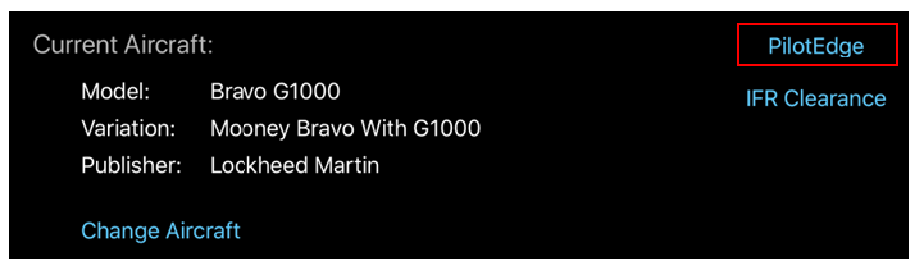 Current Aircraft:
PilotEdge
Model: Bravo G1000
IFR Clearance
Variation: Mooney Bravo With G1000
Publisher: Lockheed Martin
Change Aircraft